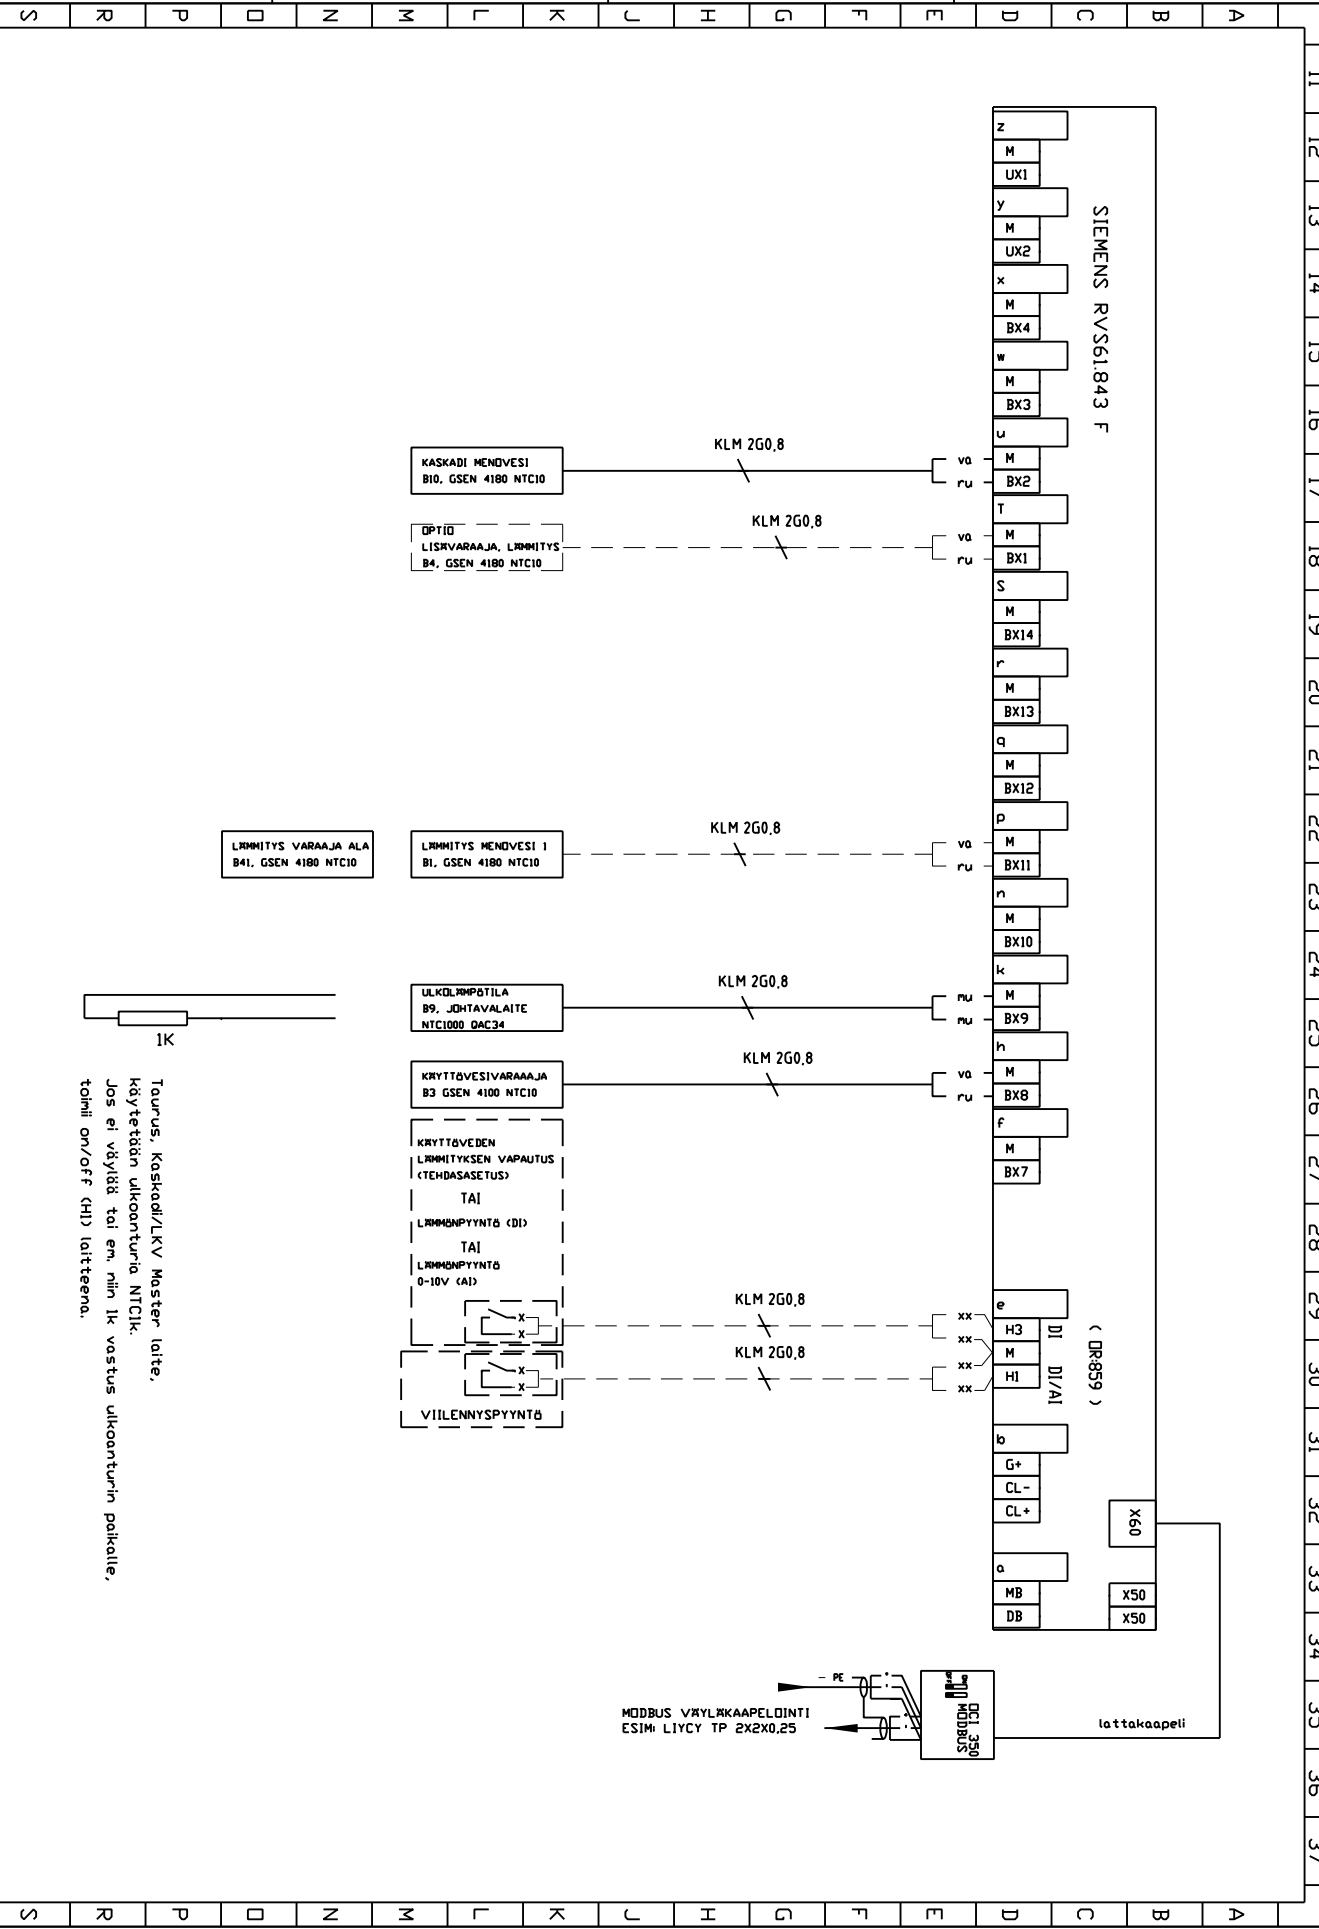 S R P O N M L K J H G F E D C B A
11
12
13
14
15
16
17
18
19
20
21
22
23
24
25
26
27
28
29
30
31
32
33
34
35
36
37
SIEMENS RVS61.843 F
z
M
UX1
y
M
UX2
x
M
BX4
w
M
BX3
u
M
BX2
T
M
BX1
S
M
BX14
r
M
BX13
q
M
BX12
p
M
BX11
n
M
BX10
k
M
BX9
h
M
BX8
f
M
BX7
e
H3
M
H1
DI
DI/AI
( OR:859 )
b
G+
CL-
CL+
a
MB
DB
X60
X50
X50
KASKADI MENOVESI
B10, GSEN 4180 NTC10
KLM 2G0,8
va
ru
OPTIO
LISÄVARAAJA, LÄMMITYS
B4, GSEN 4180 NTC10
KLM 2G0,8
va
ru
LÄMMITYS VARAAJA ALA
B41, GSEN 4180 NTC10
LÄMMITYS MENOVESI 1
B1, GSEN 4180 NTC10
KLM 2G0,8
va
ru
ULKOLÄMPÖTILA
B9, JOHTAVALAITE
NTC1000 QAC34
KLM 2G0,8
mu
mu
KÄYTTÖVESIVARAAAJA
B3 GSEN 4100 NTC10
KLM 2G0,8
va
ru
KÄYTTÖVEDEN
LÄMMITYKSEN VAPAUTUS
(TEHDASASETUS)
TAI
LÄMMÖNPYYNTÖ (DI)
TAI
LÄMMÖNPYYNTÖ
0-10V (AI)
x
x
KLM 2G0,8
xx
xx
x
x
KLM 2G0,8
xx
xx
VIILENNYSPYYNTÖ
1K
Taurus, Kaskadi/LKV Master laite,
käytetään ulkoanturia NTC1k.
Jos ei väylää tai em. niin 1k vastus ulkoanturin paikalle,
toimii on/off (H1) laitteena.
- PE
MODBUS VÄYLÄKAAPELOINTI
ESIM: LIYCY TP 2X2X0,25
ON
OFF
OCI 350
MODBUS
lattakaapeli
S R P O N M L K J H G F E D C B A